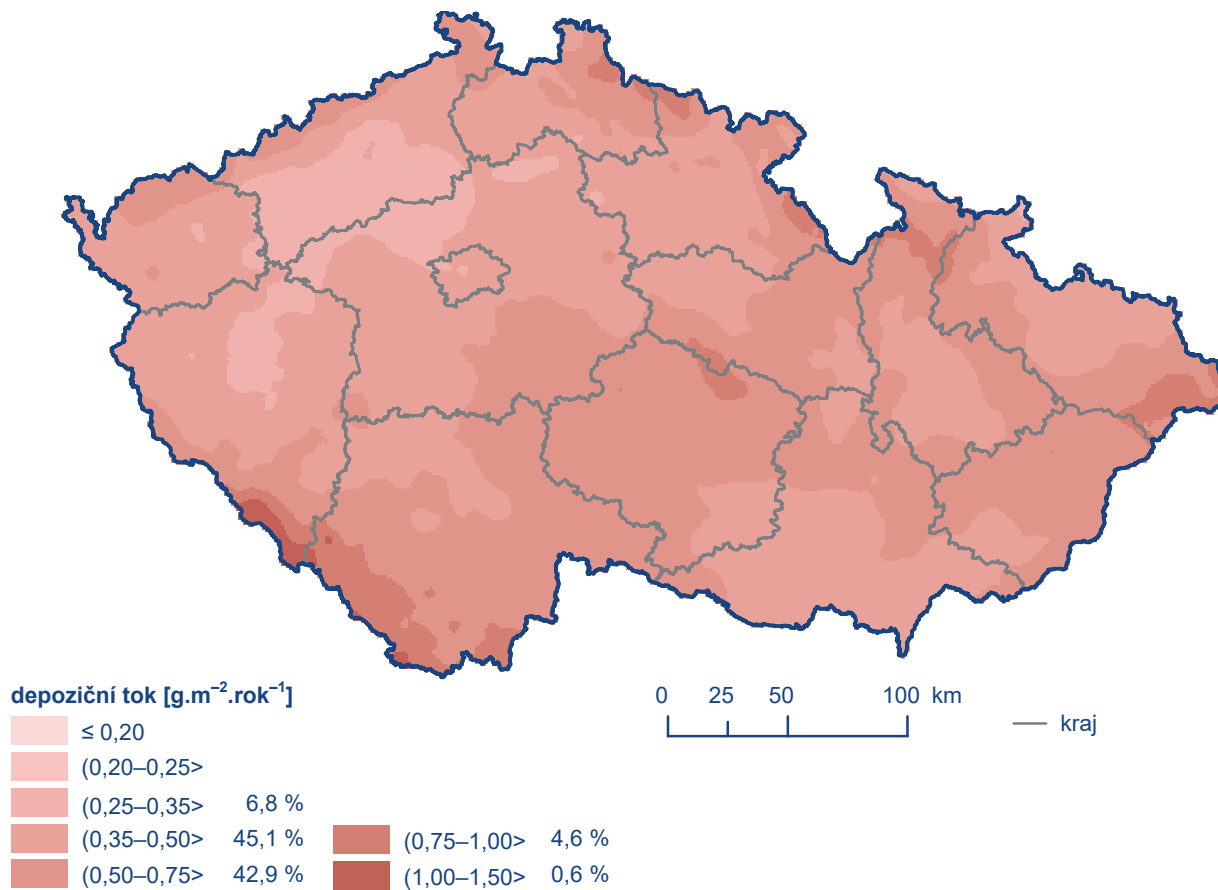 depoziční tok [g.m⁻².rok⁻¹]
≤ 0,20
(0,20–0,25>
(0,25–0,35> 6,8 %
(0,35–0,50> 45,1 %
(0,50–0,75> 42,9 %
(0,75–1,00> 4,6 %
(1,00–1,50> 0,6 %
0 25 50 100 km
kraj